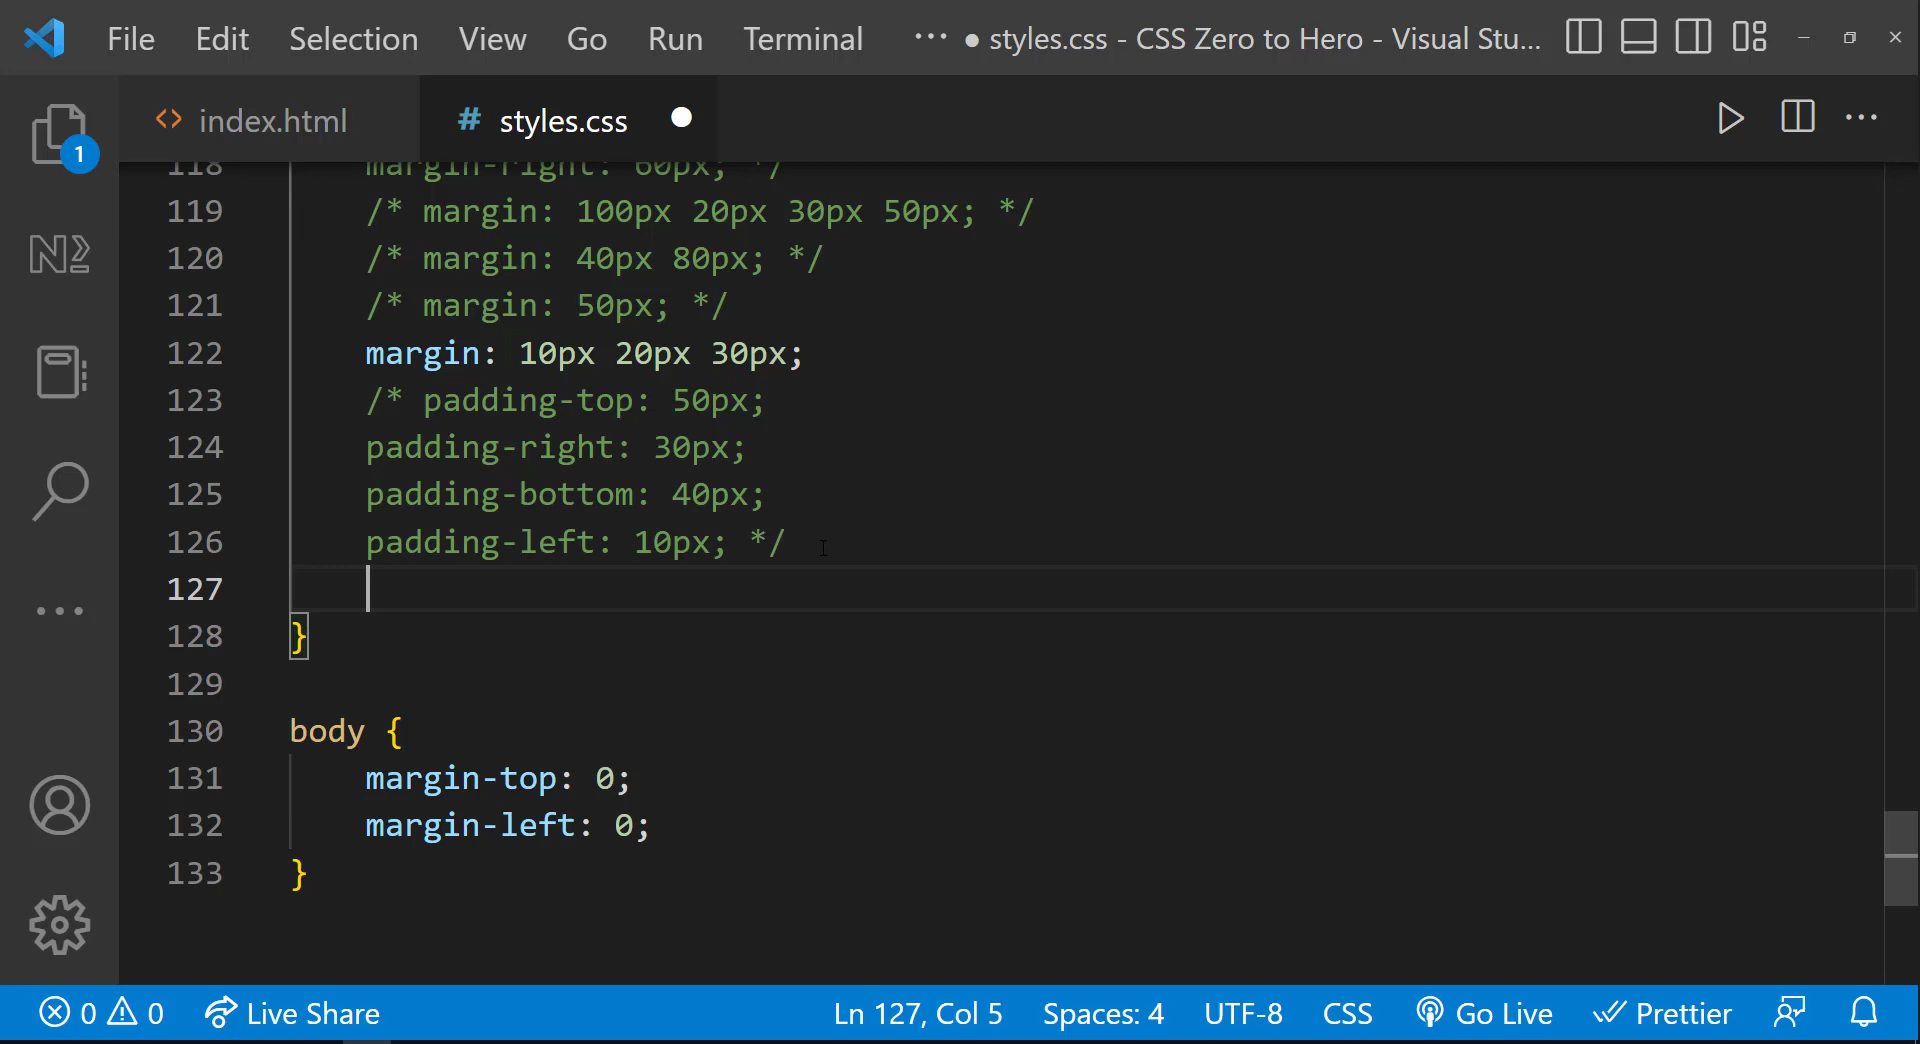 File Edit Selection View Go Run Terminal ··· ● styles.css - CSS Zero to Hero - Visual Stu...
<> index.html # styles.css ●
1
118 margin-right: 60px; */
119 /* margin: 100px 20px 30px 50px; */
120 /* margin: 40px 80px; */
121 /* margin: 50px; */
122 margin: 10px 20px 30px;
123 /* padding-top: 50px;
124 padding-right: 30px;
125 padding-bottom: 40px;
126 padding-left: 10px; */
127
128 }
129
130 body {
131 margin-top: 0;
132 margin-left: 0;
133 }
0 0 Live Share Ln 127, Col 5 Spaces: 4 UTF-8 CSS Go Live Prettier